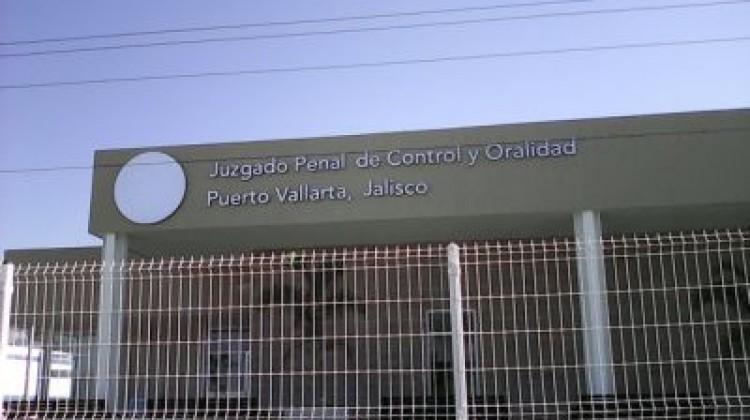 Juzgado Penal de Control y Oralidad
Puerto Vallarta, Jalisco